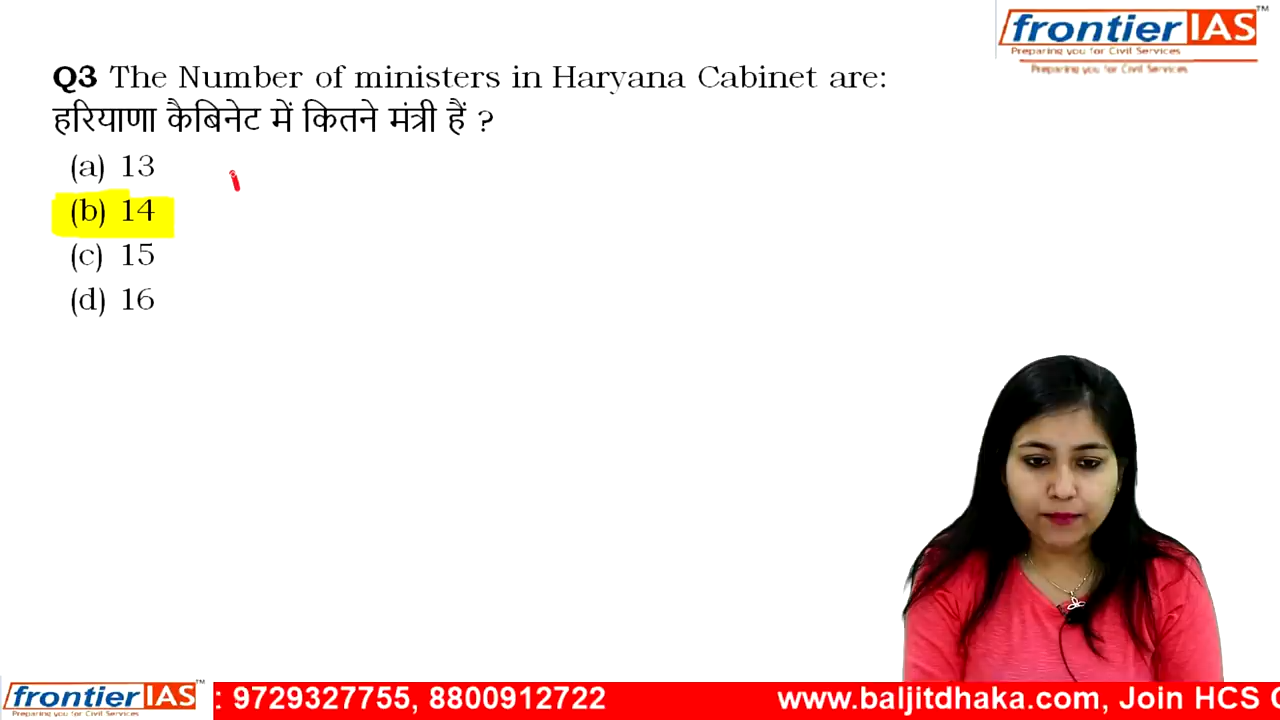 frontier IAS TM
Preparing you for Civil Services
Preparing you for Civil Services
Q3 The Number of ministers in Haryana Cabinet are:
हरियाणा कैबिनेट में कितने मंत्री हैं ?
(a) 13
(b) 14
(c) 15
(d) 16
frontier IAS TM
Preparing you for Civil Services
: 9729327755, 8800912722
www.baljitdhaka.com, Join HCS